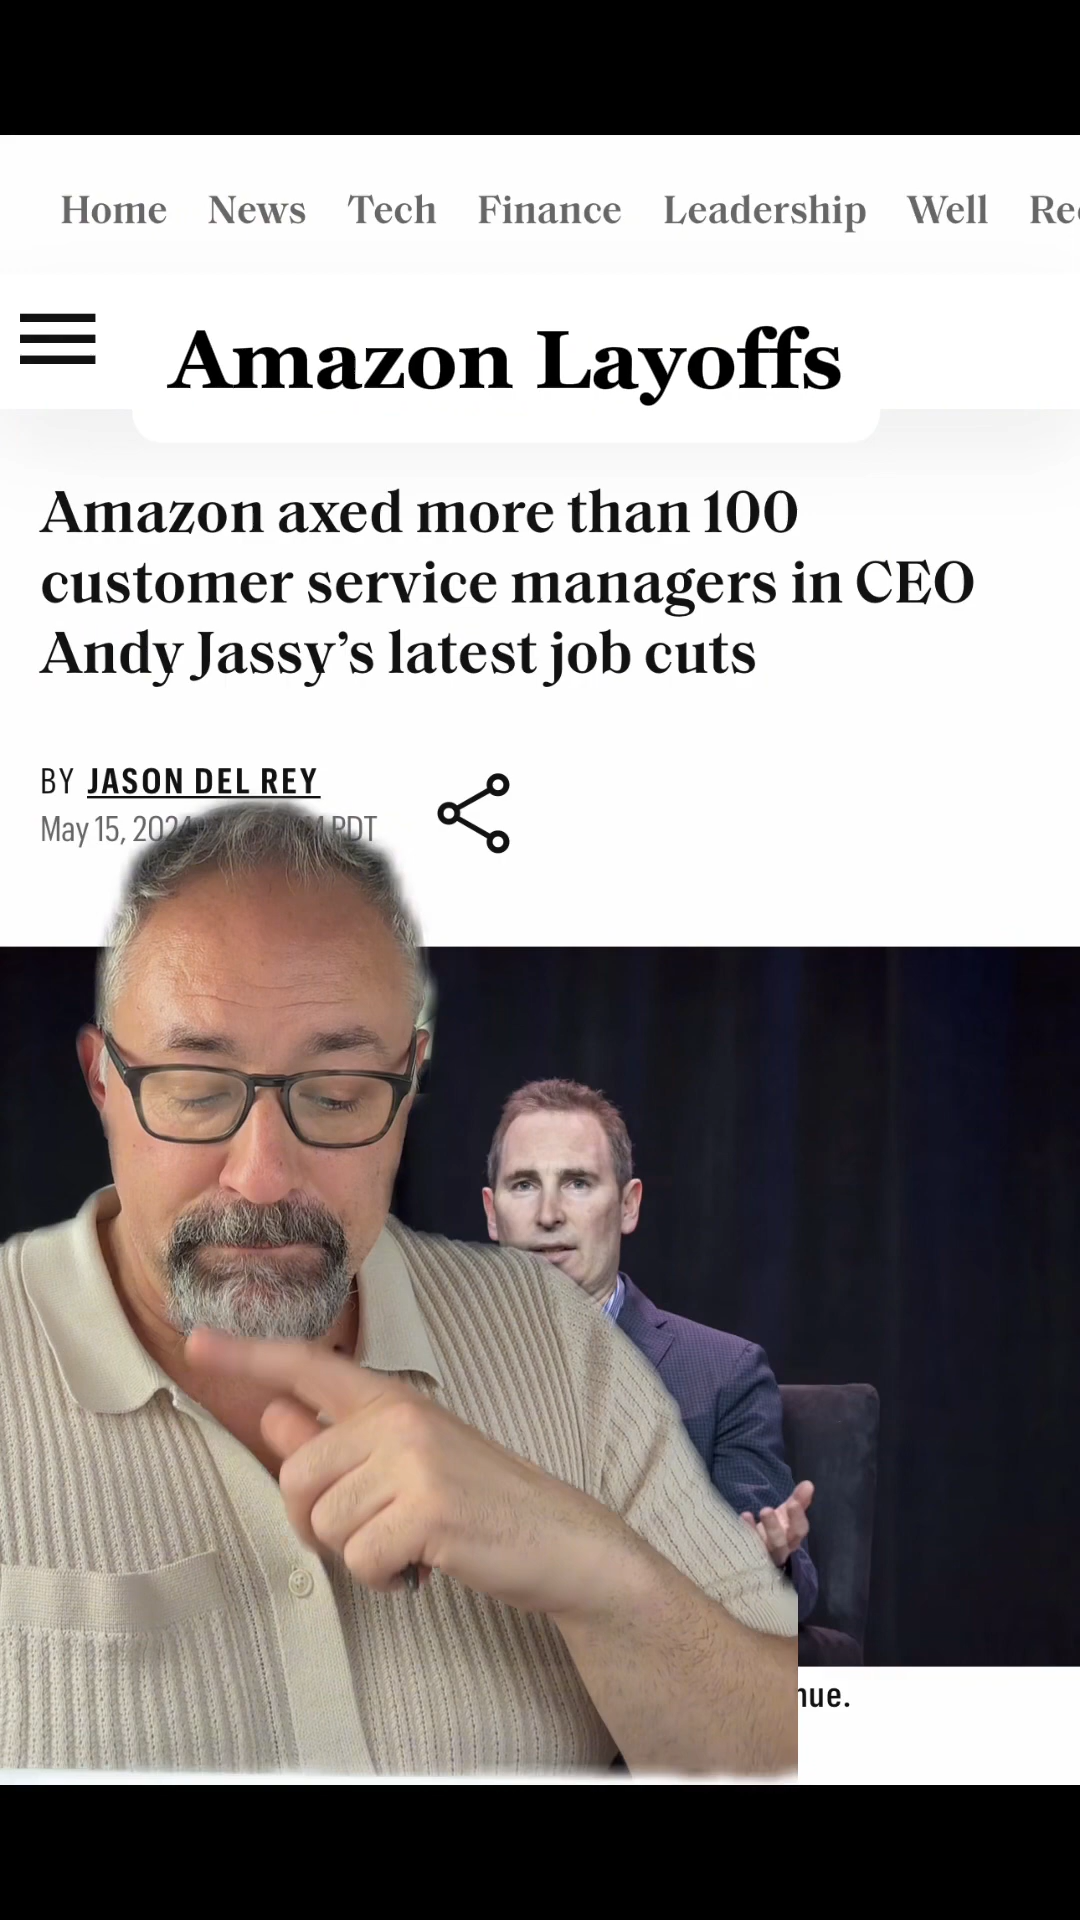 Home News Tech Finance Leadership Well
Amazon Layoffs
Amazon axed more than 100
customer service managers in CEO
Andy Jassy’s latest job cuts
BY JASON DEL REY
May 15, PDT